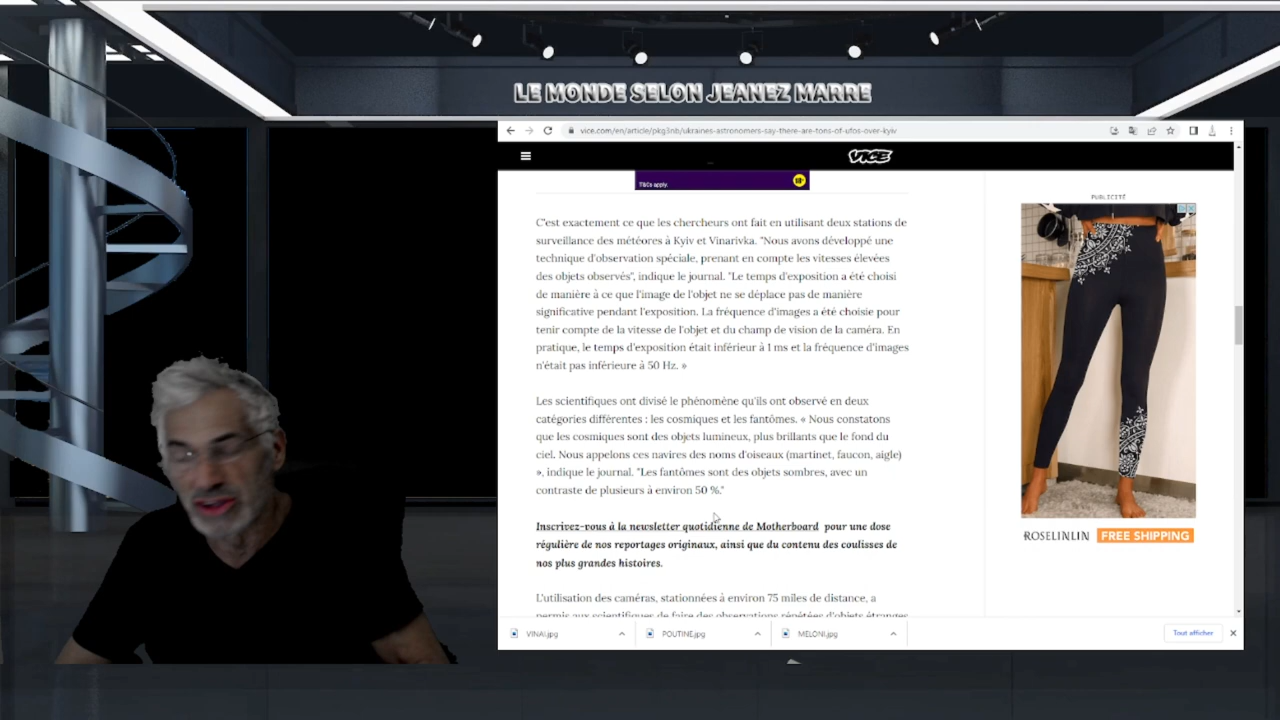 LE MONDE SELON JEANEZ MARRE
vice.com/en/article/pkg3nb/ukraines-astronomers-say-there-are-tons-of-ufos-over-kyiv
VICE
T&Cs apply.
18+
PUBLICITÉ
C'est exactement ce que les chercheurs ont fait en utilisant deux stations de
surveillance des météores à Kyiv et Vinarivka. "Nous avons développé une
technique d'observation spéciale, prenant en compte les vitesses élevées
des objets observés", indique le journal. "Le temps d'exposition a été choisi
de manière à ce que l'image de l'objet ne se déplace pas de manière
significative pendant l'exposition. La fréquence d'images a été choisie pour
tenir compte de la vitesse de l'objet et du champ de vision de la caméra. En
pratique, le temps d'exposition était inférieur à 1 ms et la fréquence d'images
n'était pas inférieure à 50 Hz. »
Les scientifiques ont divisé le phénomène qu'ils ont observé en deux
catégories différentes : les cosmiques et les fantômes. « Nous constatons
que les cosmiques sont des objets lumineux, plus brillants que le fond du
ciel. Nous appelons ces navires des noms d'oiseaux (martinet, faucon, aigle)
», indique le journal. "Les fantômes sont des objets sombres, avec un
contraste de plusieurs à environ 50 %."
Inscrivez-vous à la newsletter quotidienne de Motherboard pour une dose
régulière de nos reportages originaux, ainsi que du contenu des coulisses de
nos plus grandes histoires.
L'utilisation des caméras, stationnées à environ 75 miles de distance, a
permis aux scientifiques de faire des observations répétées d'objets étranges
ROSELINLIN FREE SHIPPING
VINAI.jpg
POUTINE.jpg
MELONI.jpg
Tout afficher